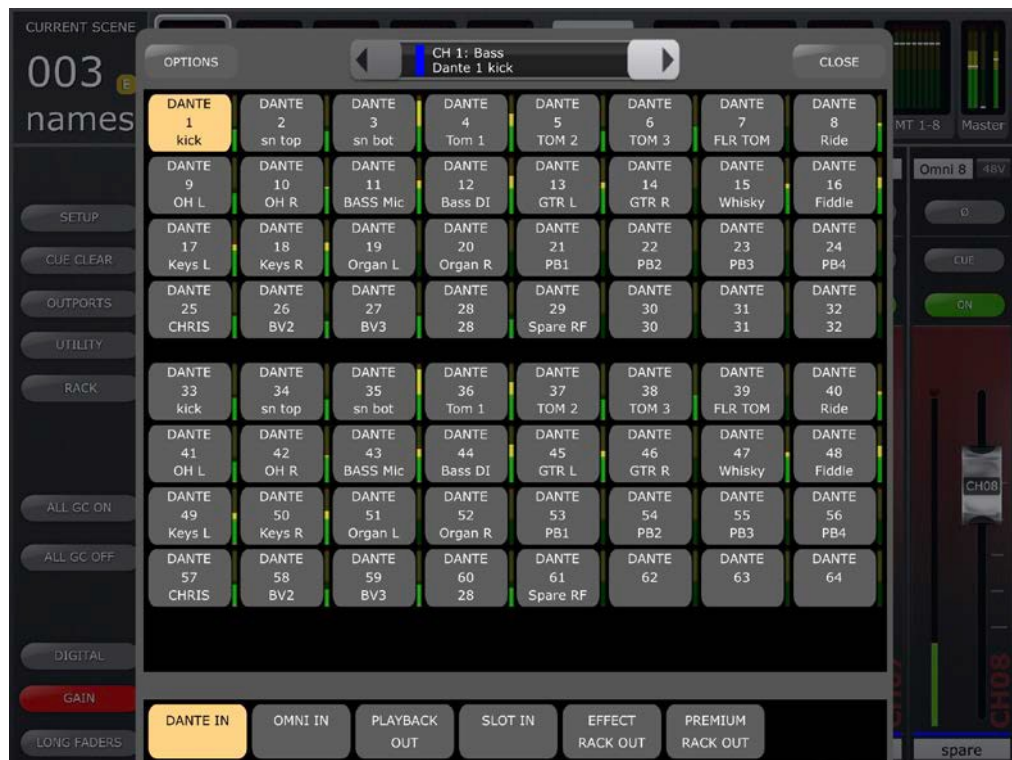 CURRENT SCENE
003 E
names
OPTIONS
CH 1: Bass
Dante 1 kick
CLOSE
MT 1-8 Master
DANTE DANTE DANTE DANTE DANTE DANTE DANTE DANTE
1 2 3 4 5 6 7 8
kick sn top sn bot Tom 1 TOM 2 TOM 3 FLR TOM Ride
DANTE DANTE DANTE DANTE DANTE DANTE DANTE DANTE
9 10 11 12 13 14 15 16
OH L OH R BASS Mic Bass DI GTR L GTR R Whisky Fiddle
DANTE DANTE DANTE DANTE DANTE DANTE DANTE DANTE
17 18 19 20 21 22 23 24
Keys L Keys R Organ L Organ R PB1 PB2 PB3 PB4
DANTE DANTE DANTE DANTE DANTE DANTE DANTE DANTE
25 26 27 28 29 30 31 32
CHRIS BV2 BV3 28 Spare RF 30 31 32
DANTE DANTE DANTE DANTE DANTE DANTE DANTE DANTE
33 34 35 36 37 38 39 40
kick sn top sn bot Tom 1 TOM 2 TOM 3 FLR TOM Ride
DANTE DANTE DANTE DANTE DANTE DANTE DANTE DANTE
41 42 43 44 45 46 47 48
OH L OH R BASS Mic Bass DI GTR L GTR R Whisky Fiddle
DANTE DANTE DANTE DANTE DANTE DANTE DANTE DANTE
49 50 51 52 53 54 55 56
Keys L Keys R Organ L Organ R PB1 PB2 PB3 PB4
DANTE DANTE DANTE DANTE DANTE DANTE DANTE DANTE
57 58 59 60 61 62 63 64
CHRIS BV2 BV3 28 Spare RF
DANTE IN
OMNI IN
PLAYBACK
OUT
SLOT IN
EFFECT
RACK OUT
PREMIUM
RACK OUT
SETUP
CUE CLEAR
OUTPORTS
UTILITY
RACK
ALL GC ON
ALL GC OFF
DIGITAL
GAIN
LONG FADERS
Omni 8 48V
Ø
CUE
ON
CH08
CH08
spare